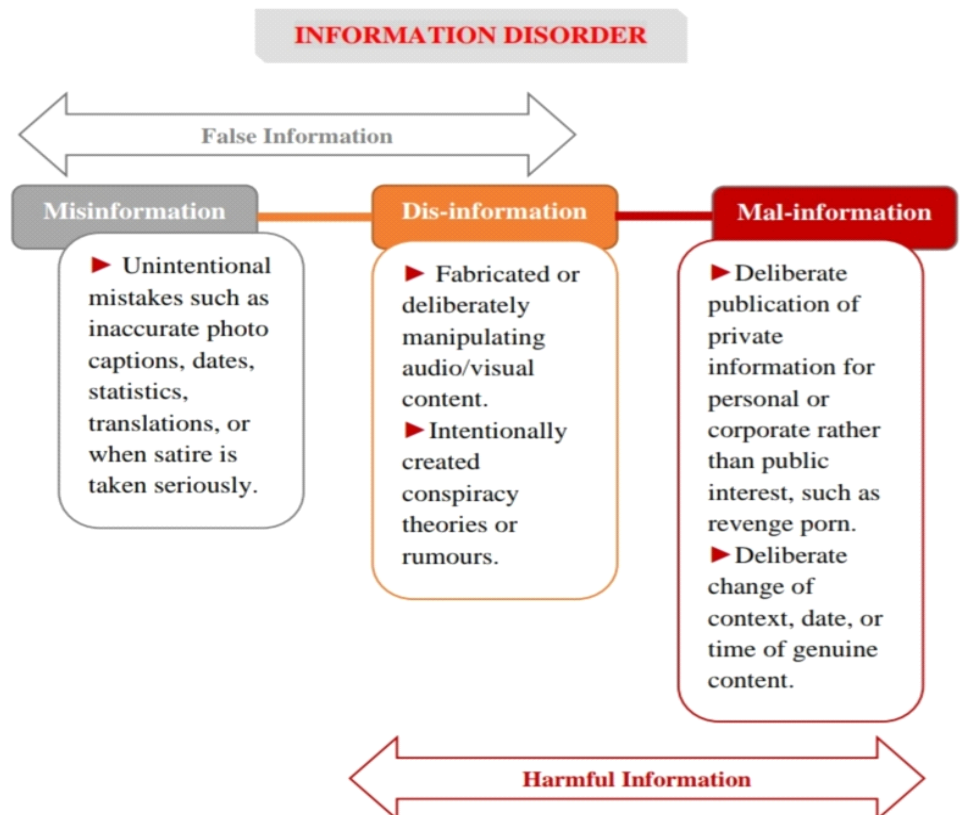 INFORMATION DISORDER
False Information
Misinformation
► Unintentional
mistakes such as
inaccurate photo
captions, dates,
statistics,
translations, or
when satire is
taken seriously.
Dis-information
► Fabricated or
deliberately
manipulating
audio/visual
content.
►Intentionally
created
conspiracy
theories or
rumours.
Mal-information
►Deliberate
publication of
private
information for
personal or
corporate rather
than public
interest, such as
revenge porn.
►Deliberate
change of
context, date, or
time of genuine
content.
Harmful Information